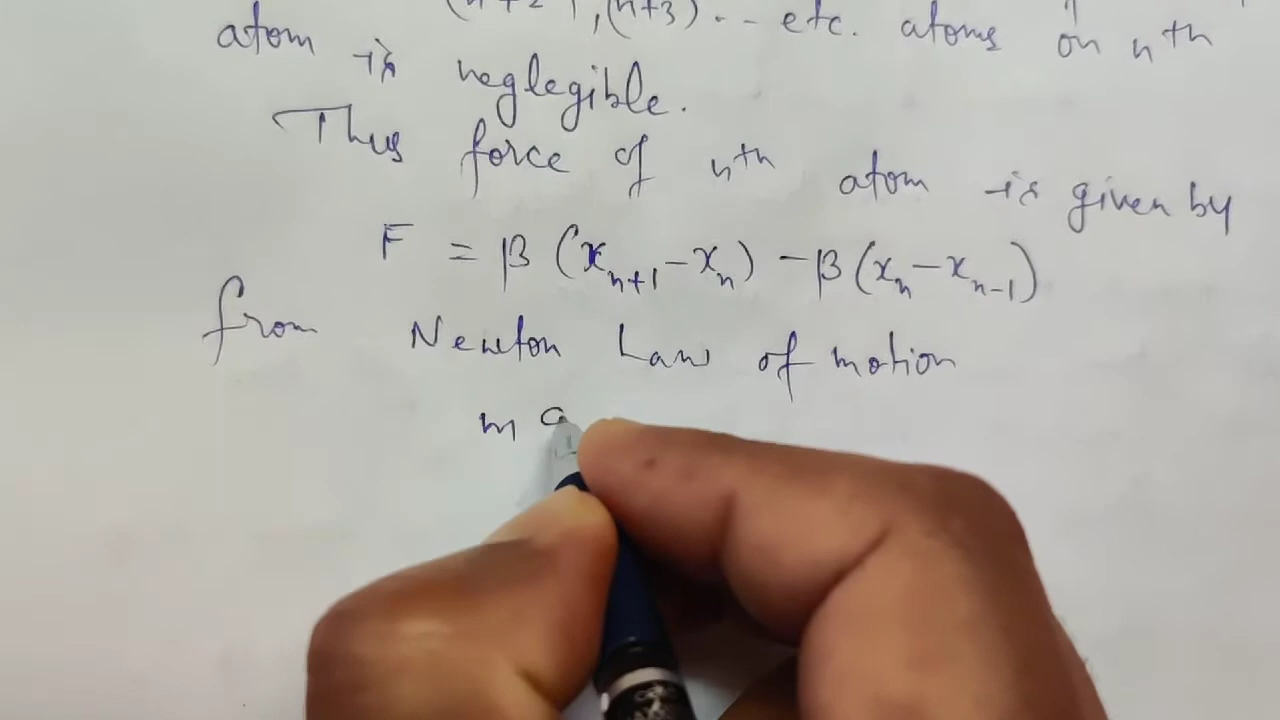 (n+2), (n+3) -- etc. atoms on nth
atom is neglegible.
Thus force of nth atom is given by
F = β (xₙ₊₁ - xₙ) - β (xₙ - xₙ₋₁)
from Newton Law of motion
m a